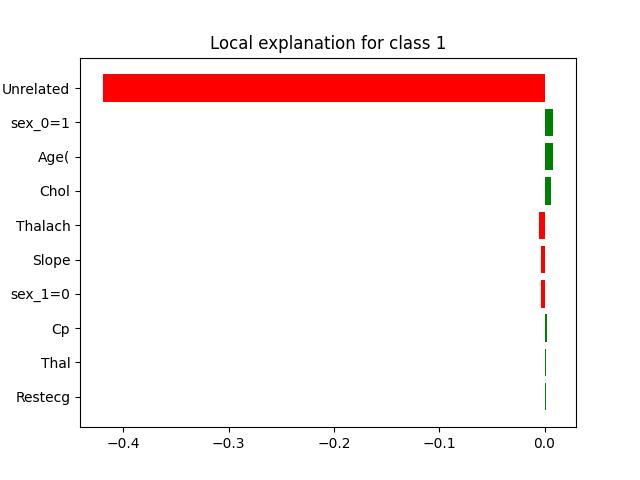 Local explanation for class 1
Unrelated
sex_0=1
Age(
Chol
Thalach
Slope
sex_1=0
Cp
Thal
Restecg
−0.4 −0.3 −0.2 −0.1 0.0